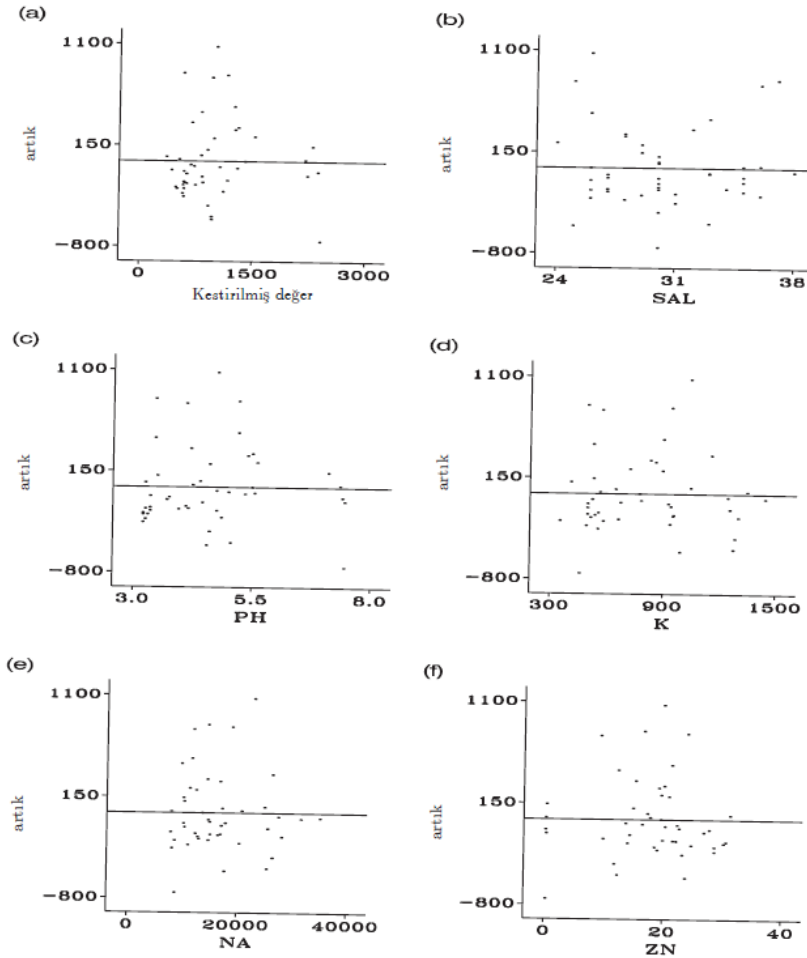 (a)
1100
150
-800
artık
0 1500 3000
Kestirilmiş değer
(b)
1100
150
-800
artık
24 31 38
SAL
(c)
1100
150
-800
artık
3.0 5.5 8.0
PH
(d)
1100
150
-800
artık
300 900 1500
K
(e)
1100
150
-800
artık
0 20000 40000
NA
(f)
1100
150
-800
artık
0 20 40
ZN